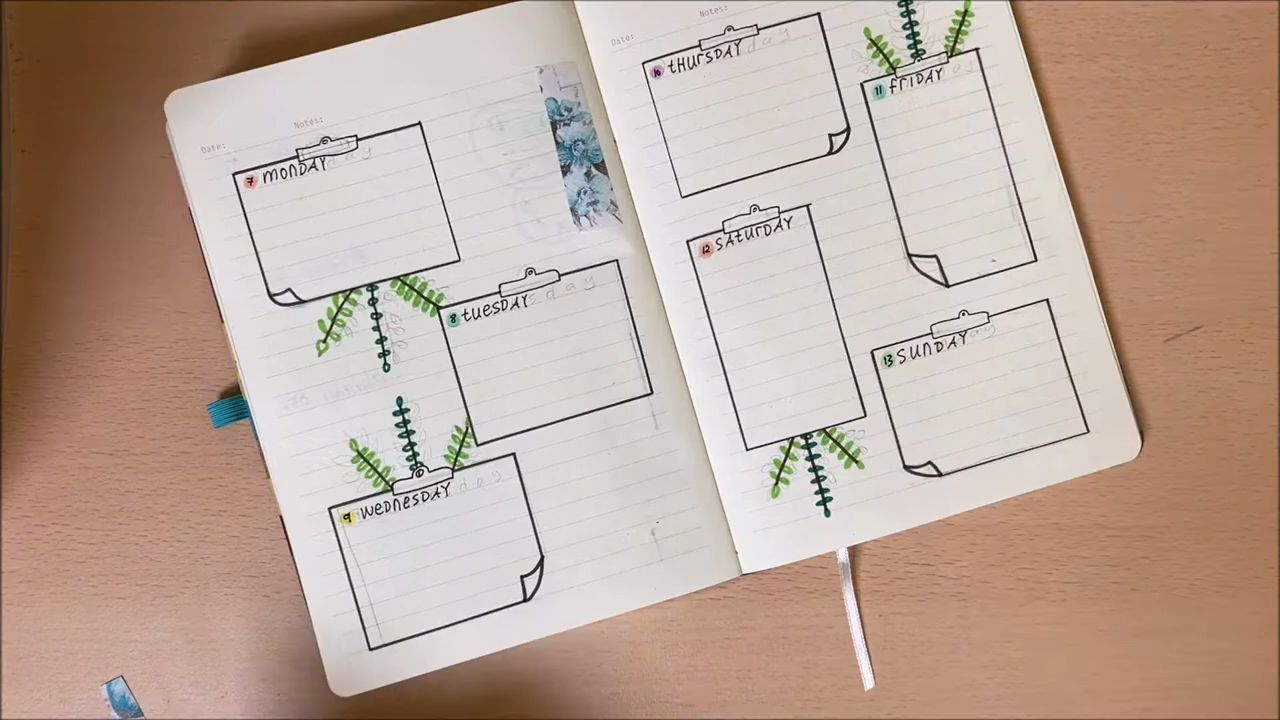 Notes:
Date:
7 MONDAY
8 tUESDAY
9 WEDNESDAY
Notes:
Date:
10 tHUrSDAY
11 frIDAY
12 SAtUrDAY
13 SUNDAY